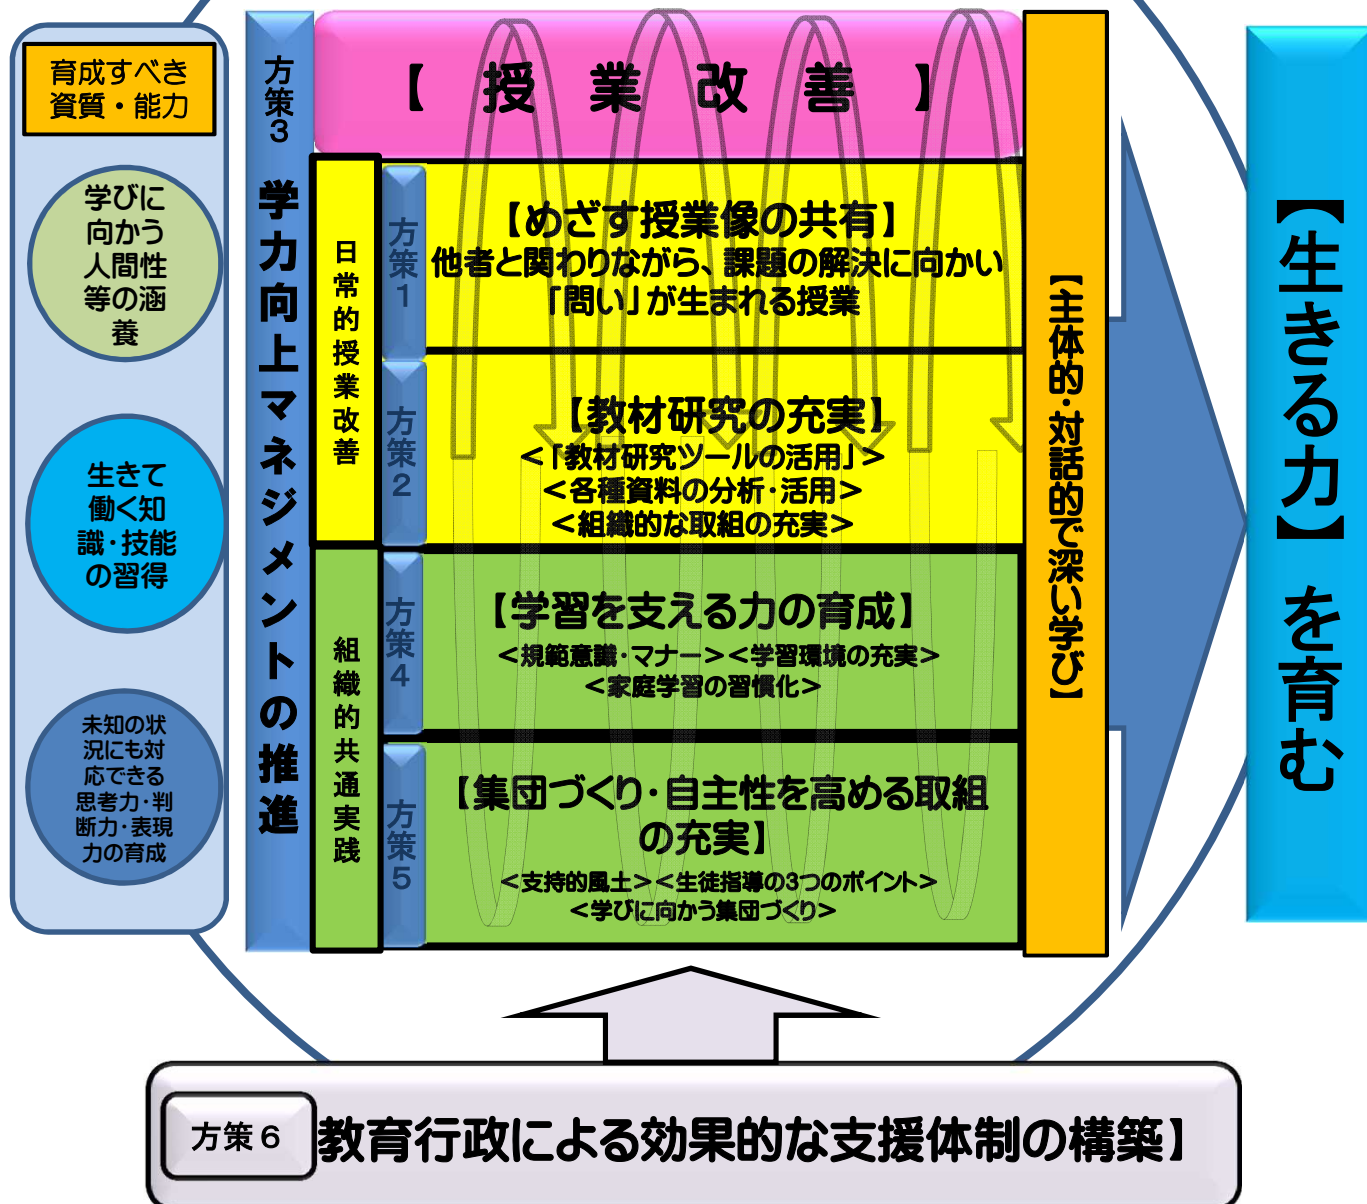 育成すべき
資質・能力
学びに
向かう
人間性
等の涵
養
生きて
働く知
識・技能
の習得
未知の状
況にも対
応できる
思考力・判
断力・表現
力の育成
方策3 学力向上マネジメントの推進
【 授 業 改 善 】
日常的授業改善
方策1
【めざす授業像の共有】
他者と関わりながら、課題の解決に向かい
「問い」が生まれる授業
方策2
【教材研究の充実】
<「教材研究ツールの活用」>
<各種資料の分析・活用>
<組織的な取組の充実>
組織的共通実践
方策4
【学習を支える力の育成】
<規範意識・マナー><学習環境の充実>
<家庭学習の習慣化>
方策5
【集団づくり・自主性を高める取組
の充実】
<支持的風土><生徒指導の3つのポイント>
<学びに向かう集団づくり>
【主体的・対話的で深い学び】
【生きる力】を育む
方策6
教育行政による効果的な支援体制の構築】